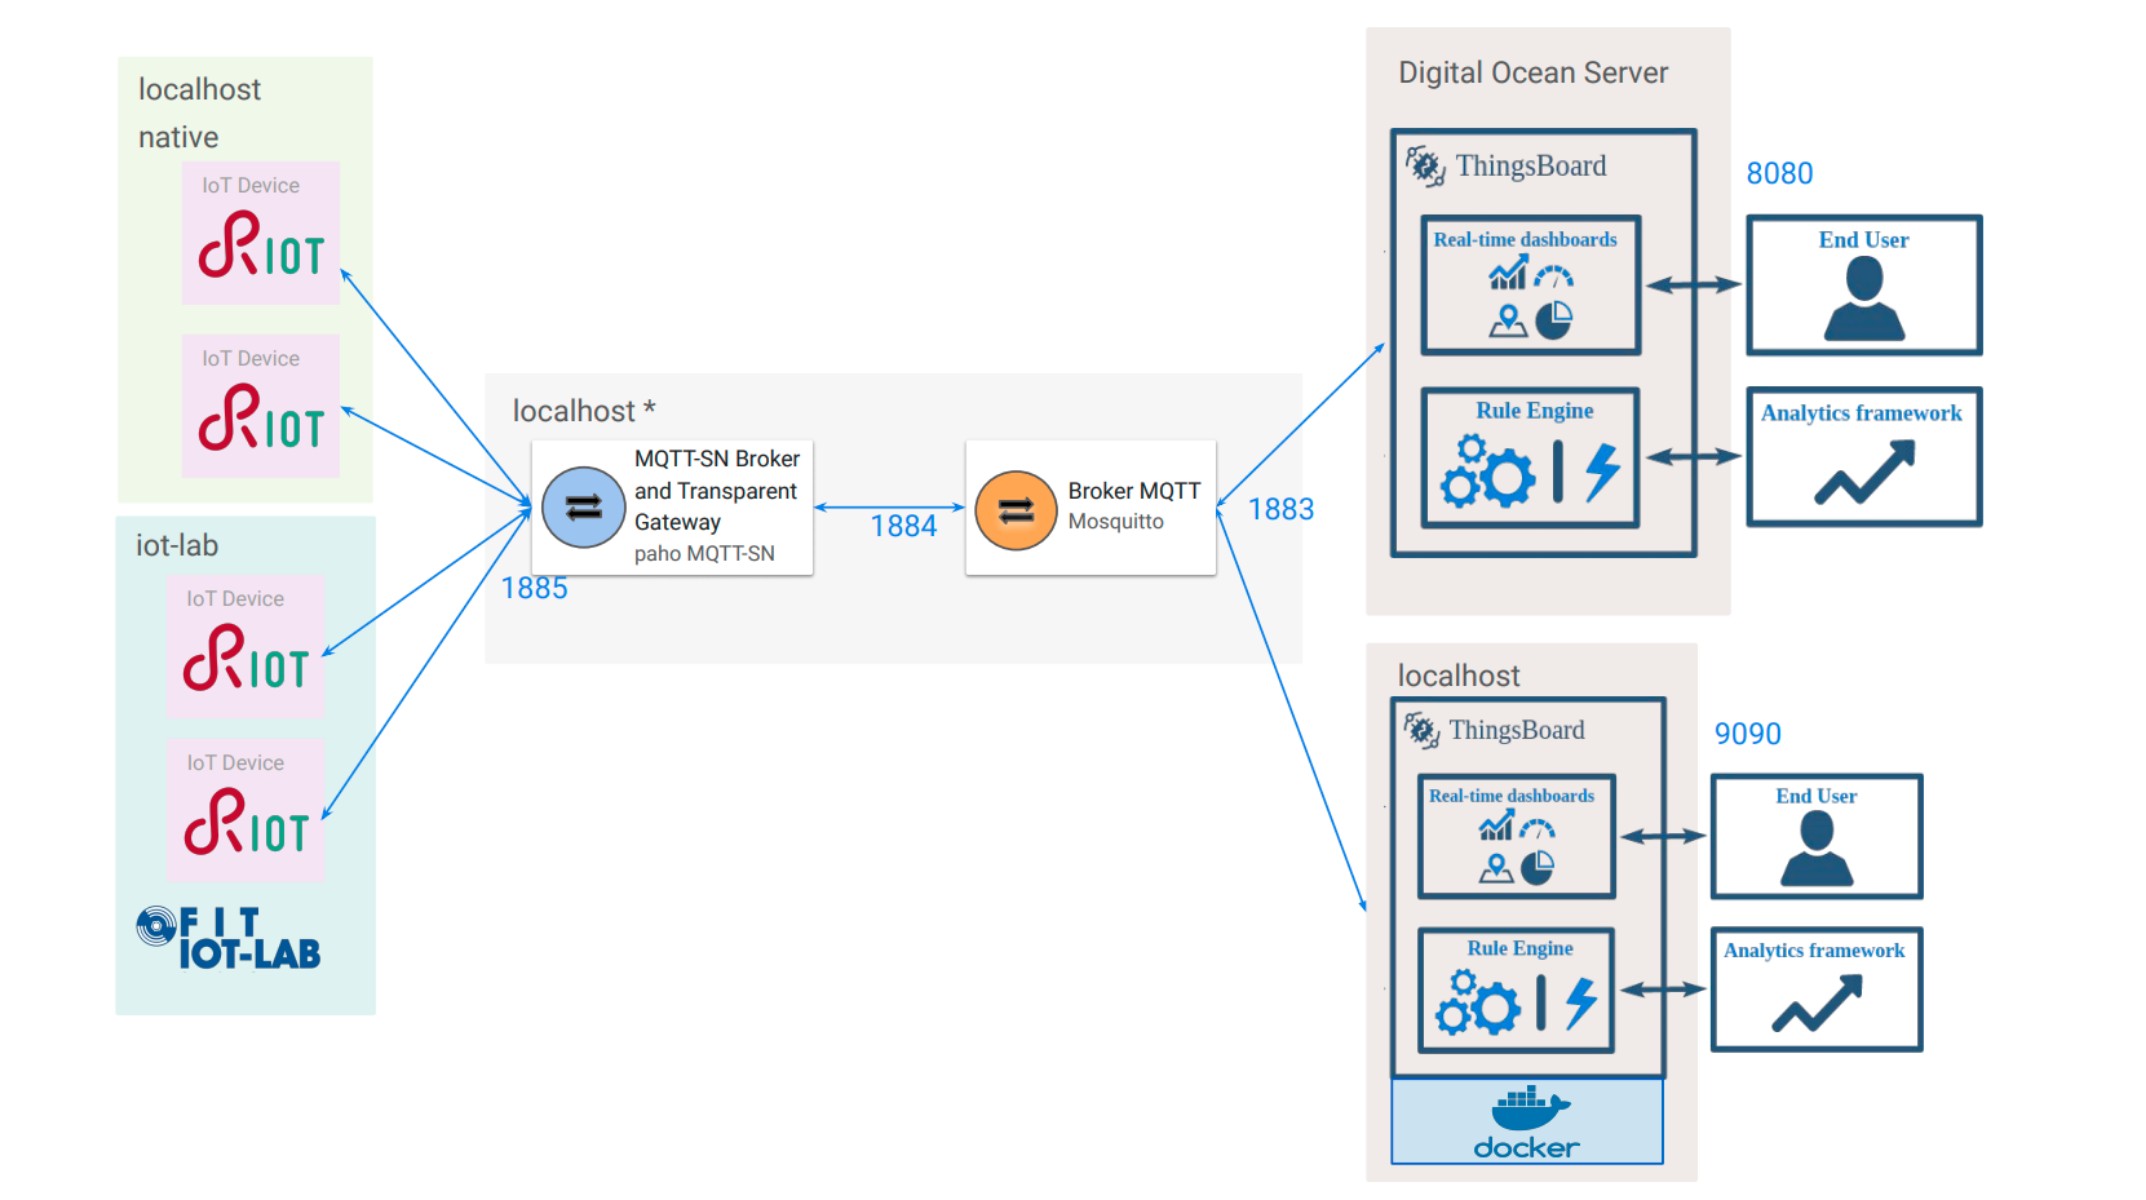 localhost
native
IoT Device
RIOT
IoT Device
RIOT
iot-lab
IoT Device
RIOT
IoT Device
RIOT
FIT
IOT-LAB
localhost *
MQTT-SN Broker
and Transparent
Gateway
paho MQTT-SN
1885
1884
Broker MQTT
Mosquitto
1883
Digital Ocean Server
ThingsBoard
8080
Real-time dashboards
End User
Rule Engine
Analytics framework
localhost
ThingsBoard
9090
Real-time dashboards
End User
Rule Engine
Analytics framework
docker